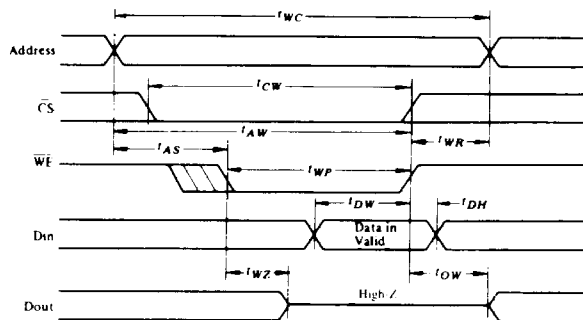 tWC
Address
tCW
CS
tAW
tAS
tWR
WE
tWP
tDW
tDH
Din
Data in
Valid
tWZ
tOW
High Z
Dout